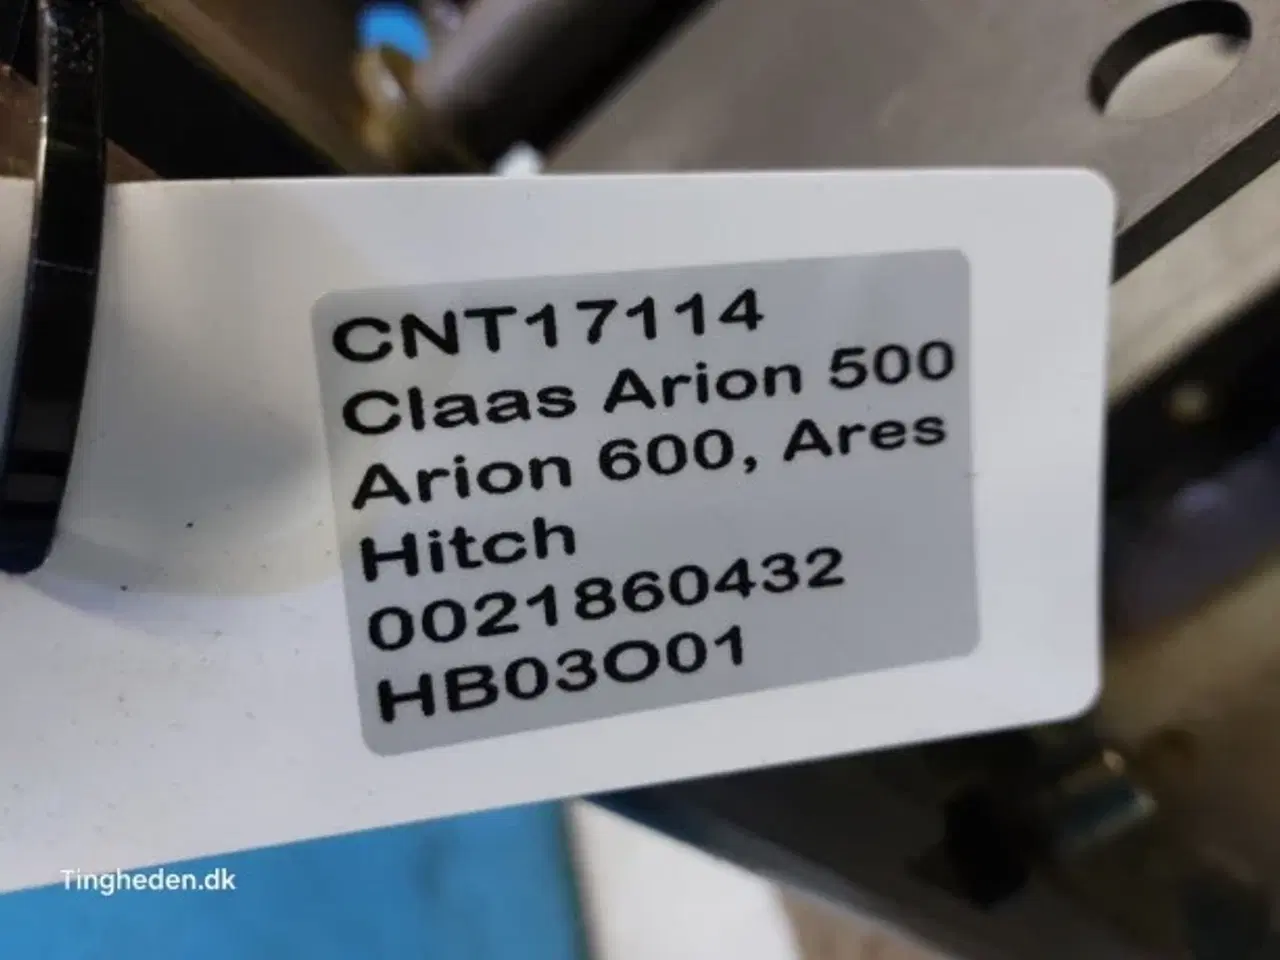 CNT17114
Claas Arion 500
Arion 600, Ares
Hitch
0021860432
HB03O01
Tingheden.dk